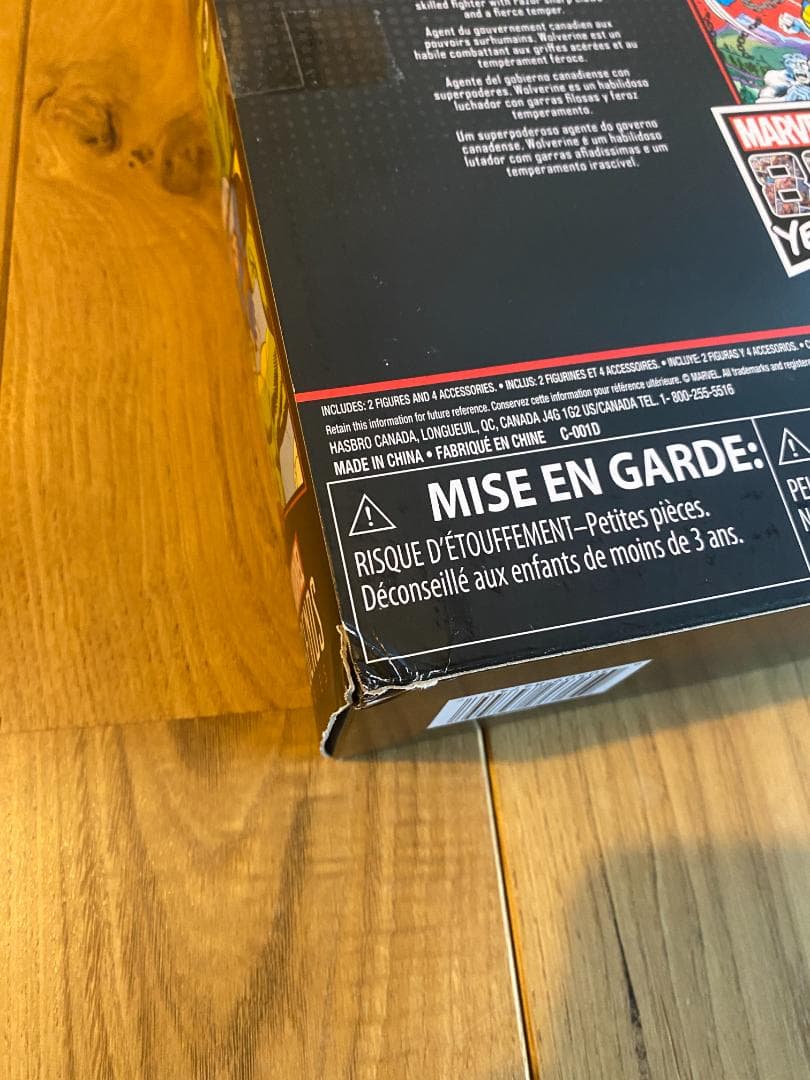 skilled fighter with razor sharp
and a fierce temper.
Agent du gouvernement canadien aux
pouvoirs surhumains, Wolverine est un
habile combattant aux griffes acérées et au
tempérament féroce.
Agente del gobierno canadiense con
superpoderes, Wolverine es un habilidoso
luchador con garras filosas y feroz
temperamento.
Um superpoderoso agente do governo
canadense, Wolverine é um habilidoso
lutador com garras afiadíssimas e um
temperamento irascível.
MARV
8
YE
INCLUDES: 2 FIGURES AND 4 ACCESSORIES. • INCLUS: 2 FIGURINES ET 4 ACCESSOIRES. • INCLUYE: 2 FIGURAS Y 4 ACCESORIOS. • C
Retain this information for future reference. Conservez cette information pour référence ultérieure. © MARVEL. All trademarks and registere
HASBRO CANADA, LONGUEUIL, QC, CANADA J4G 1G2 US/CANADA TEL. 1- 800-255-5516
MADE IN CHINA • FABRIQUÉ EN CHINE C-001D
MISE EN GARDE:
RISQUE D'ÉTOUFFEMENT–Petites pièces.
Déconseillé aux enfants de moins de 3 ans.
PEL
N